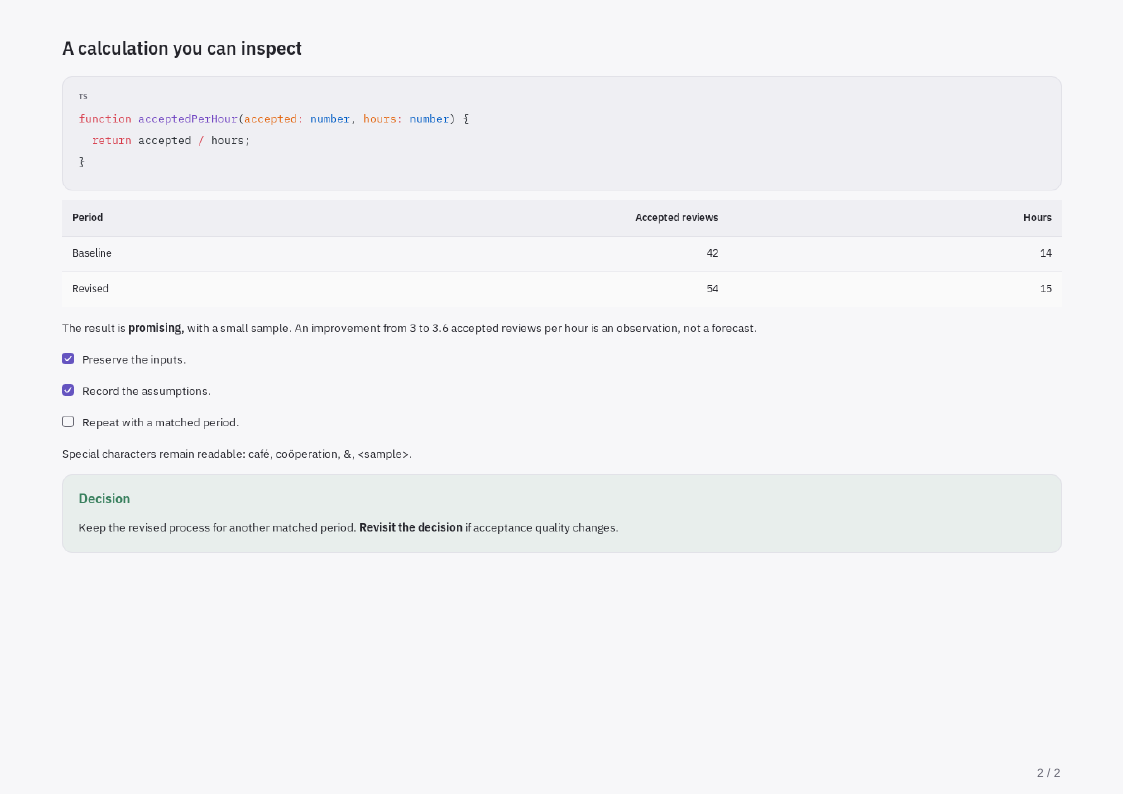 A calculation you can inspect
TS
function acceptedPerHour(accepted: number, hours: number) {
  return accepted / hours;
}
Period Accepted reviews Hours
Baseline 42 14
Revised 54 15
The result is promising, with a small sample. An improvement from 3 to 3.6 accepted reviews per hour is an observation, not a forecast.
Preserve the inputs.
Record the assumptions.
Repeat with a matched period.
Special characters remain readable: café, coöperation, &, <sample>.
Decision
Keep the revised process for another matched period. Revisit the decision if acceptance quality changes.
2 / 2